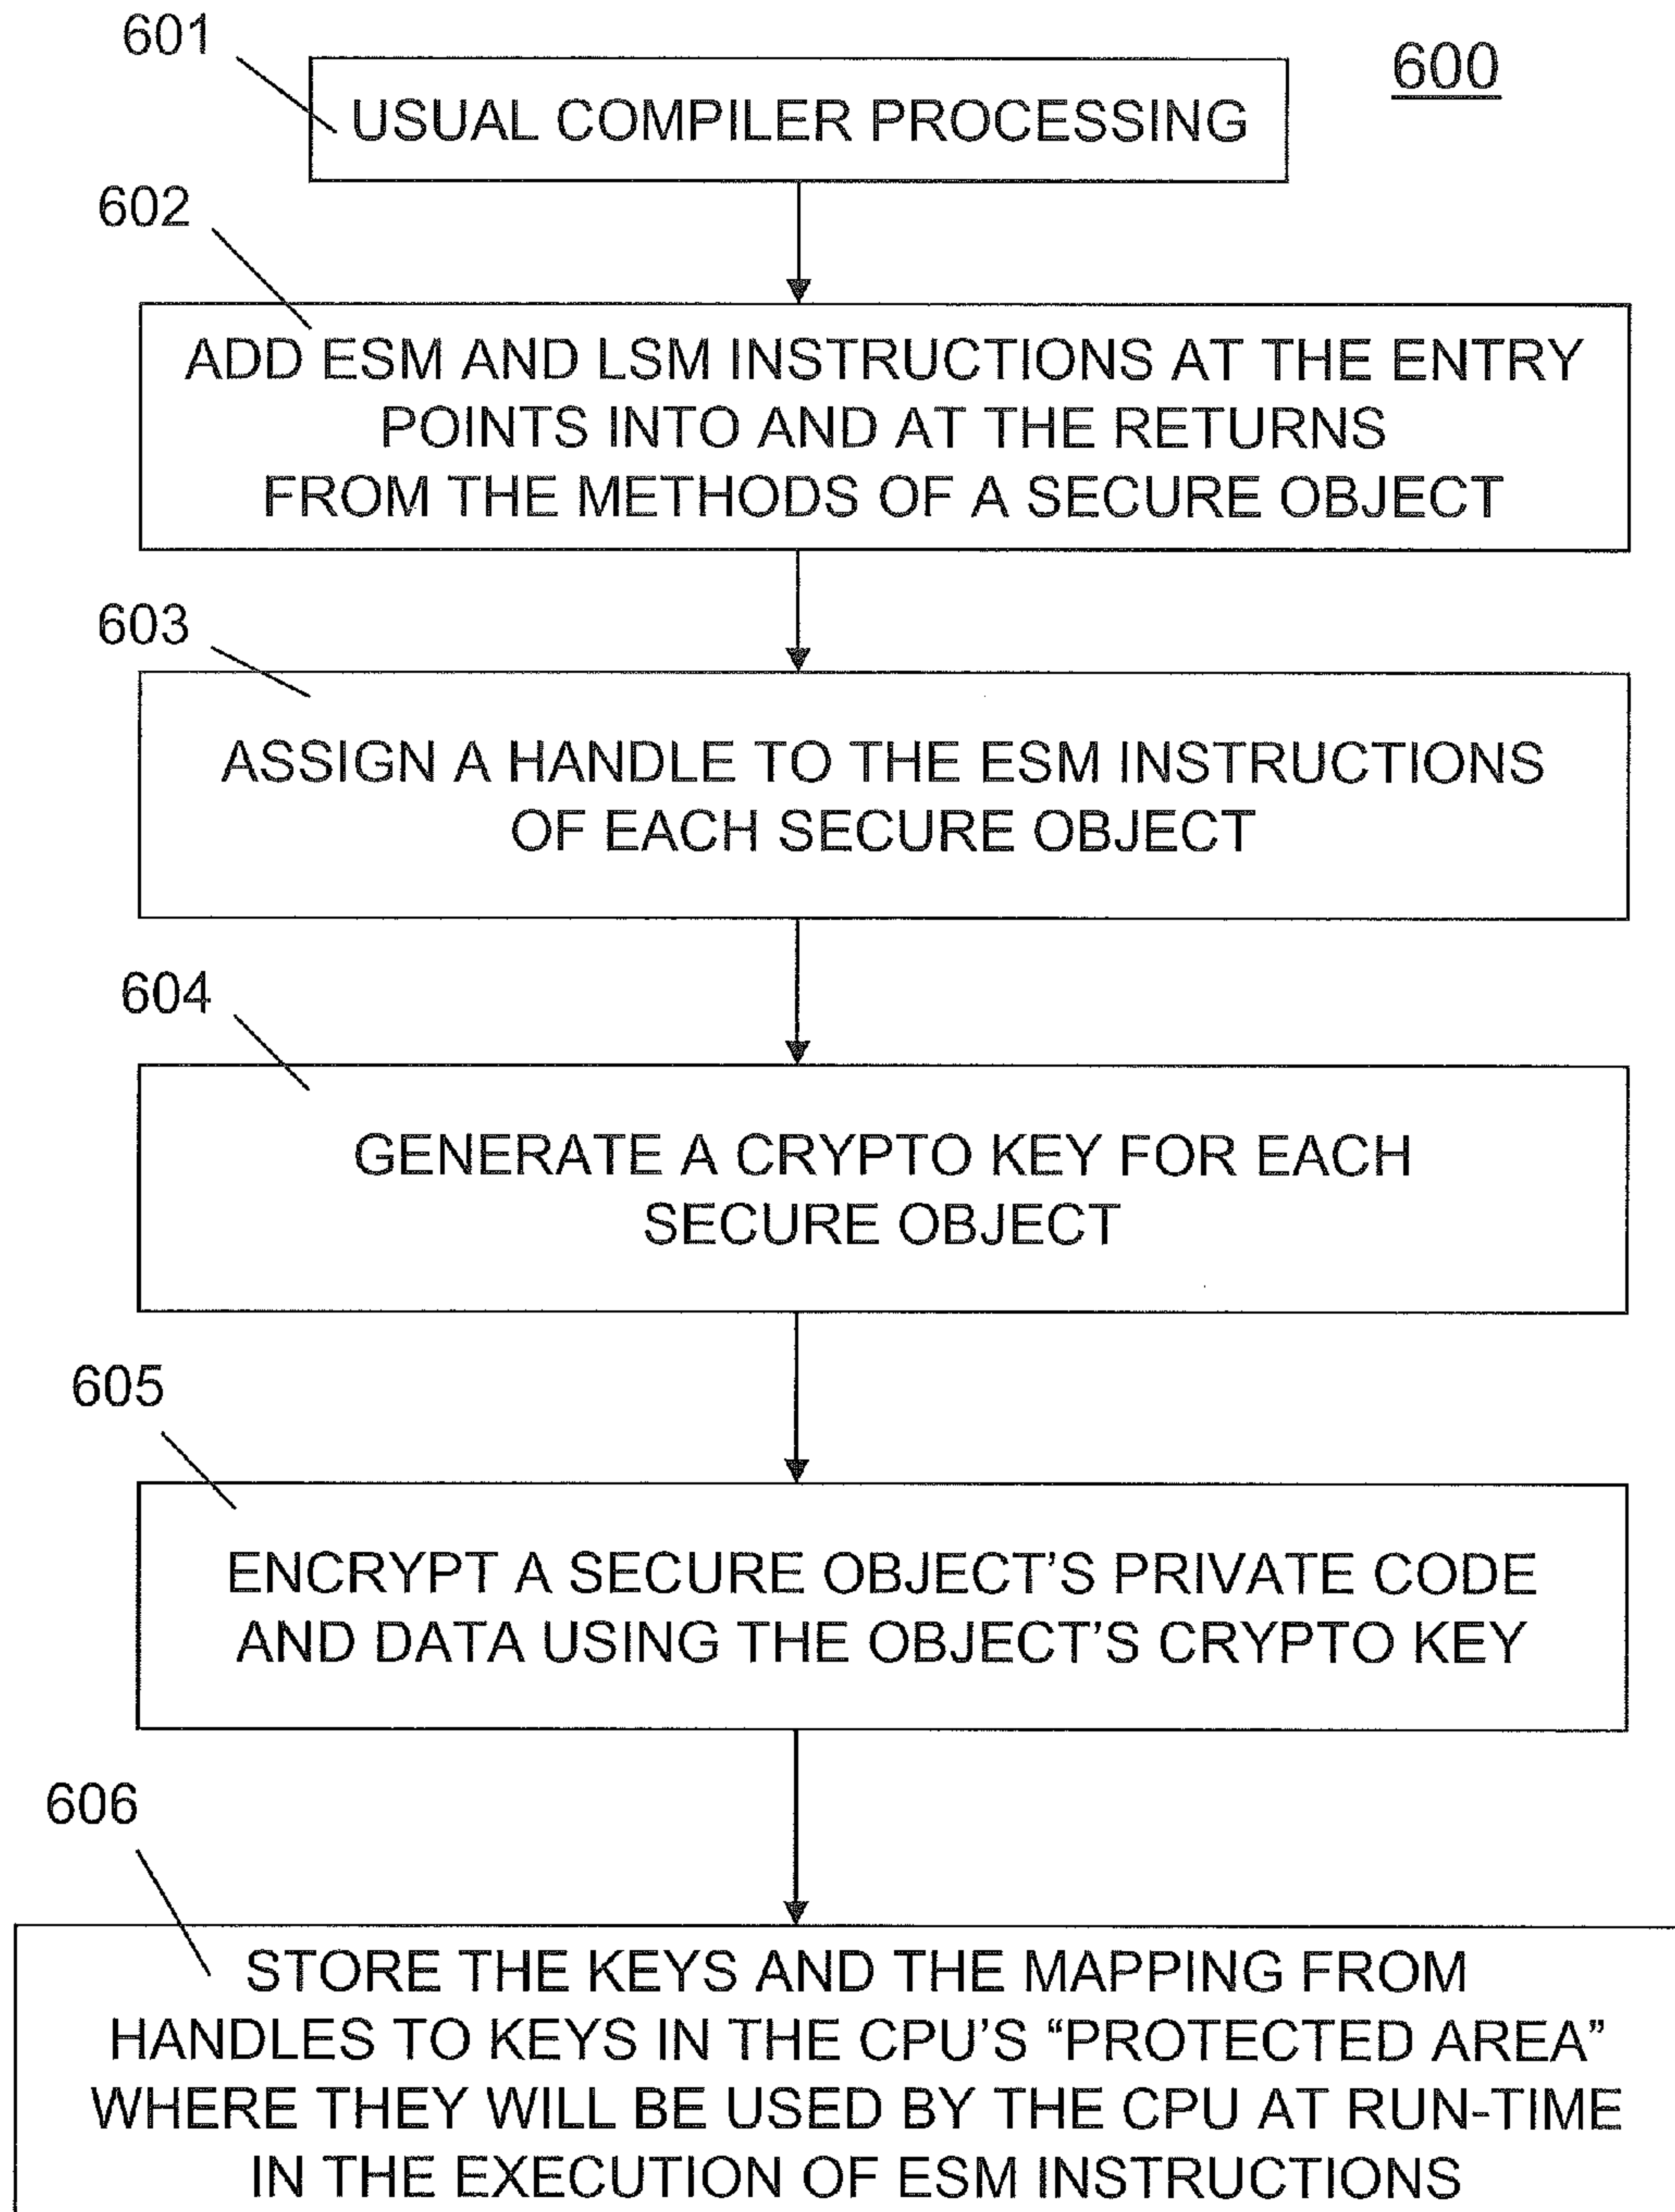 601
600
USUAL COMPILER PROCESSING
602
ADD ESM AND LSM INSTRUCTIONS AT THE ENTRY
POINTS INTO AND AT THE RETURNS
FROM THE METHODS OF A SECURE OBJECT
603
ASSIGN A HANDLE TO THE ESM INSTRUCTIONS
OF EACH SECURE OBJECT
604
GENERATE A CRYPTO KEY FOR EACH
SECURE OBJECT
605
ENCRYPT A SECURE OBJECT'S PRIVATE CODE
AND DATA USING THE OBJECT'S CRYPTO KEY
606
STORE THE KEYS AND THE MAPPING FROM
HANDLES TO KEYS IN THE CPU'S “PROTECTED AREA”
WHERE THEY WILL BE USED BY THE CPU AT RUN-TIME
IN THE EXECUTION OF ESM INSTRUCTIONS